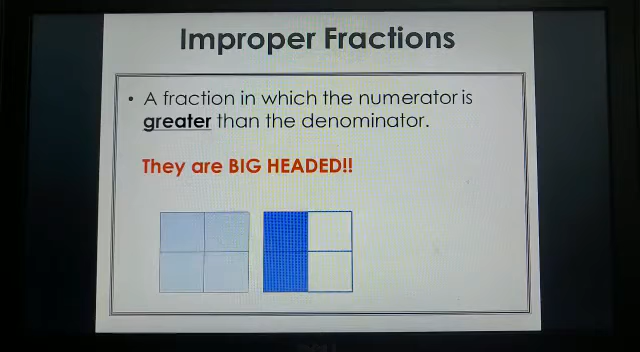 Improper Fractions
• A fraction in which the numerator is
greater than the denominator.
They are BIG HEADED!!